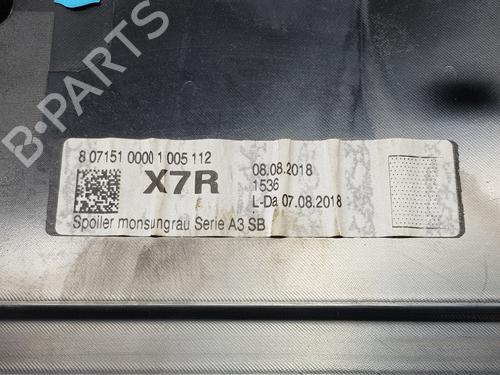 B-PARTS
8 07151 0000 1 005 112
X7R
08.08.2018
1536
L-Da 07.08.2018
Spoiler monsungrau Serie A3 SB